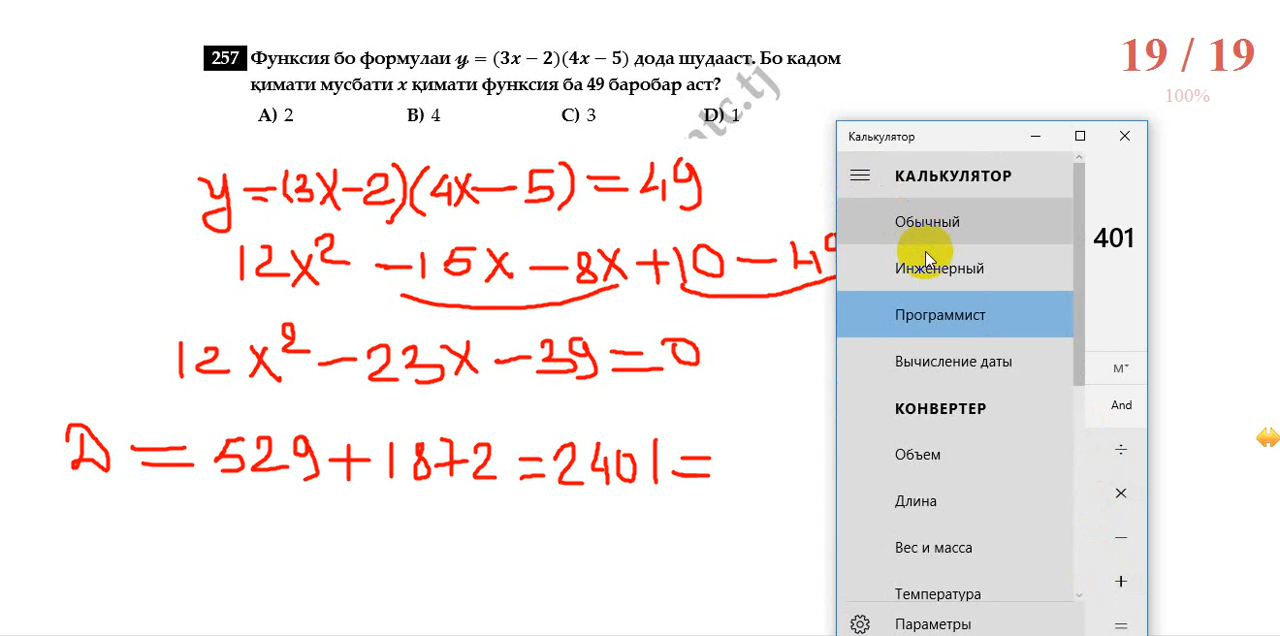 19 / 19
100%
257 Функсия бо формулаи y = (3x − 2)(4x − 5) дода шудааст. Бо кадом
қимати мусбати x қимати функсия ба 49 баробар аст?
A) 2 B) 4 C) 3 D) 1
ntc.tj
y = (3x − 2)(4x − 5) = 49
12x² − 15x − 8x + 10 − 49
12x² − 23x − 39 = 0
D = 529 + 1872 = 2401 =
Калькулятор
КАЛЬКУЛЯТОР
Обычный
401
Инженерный
Программист
Вычисление даты
M˅
КОНВЕРТЕР
And
Объем
÷
Длина
×
Вес и масса
−
Температура
+
Параметры
=